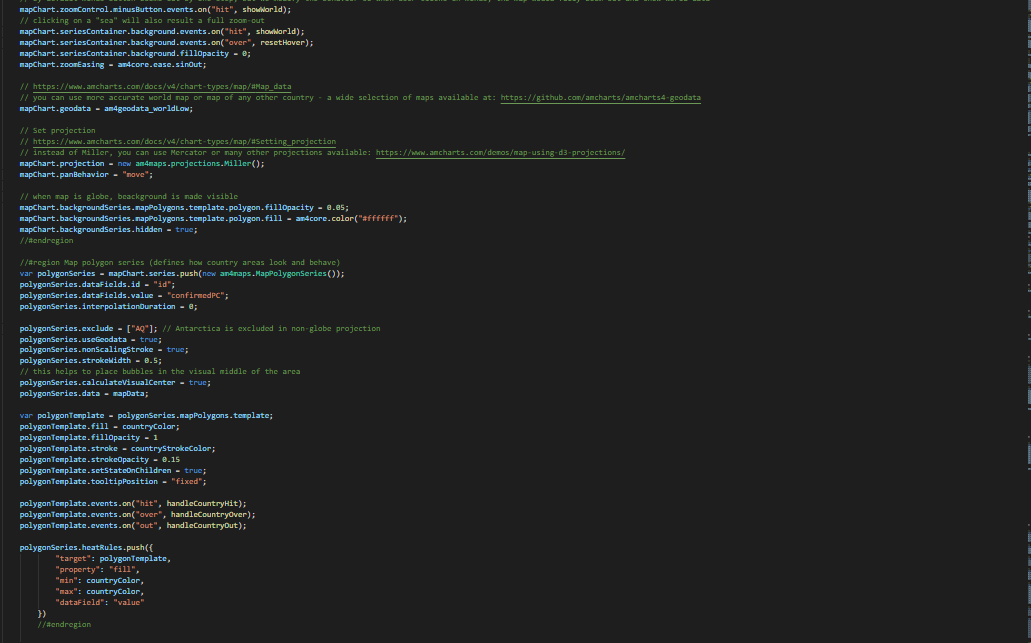 mapChart.zoomControl.minusButton.events.on("hit", showWorld);
// clicking on a "sea" will also result a full zoom-out
mapChart.seriesContainer.background.events.on("hit", showWorld);
mapChart.seriesContainer.background.events.on("over", resetHover);
mapChart.seriesContainer.background.fillOpacity = 0;
mapChart.zoomEasing = am4core.ease.sinOut;
// https://www.amcharts.com/docs/v4/chart-types/map/#Map_data
// you can use more accurate world map or map of any other country - a wide selection of maps available at: https://github.com/amcharts/amcharts4-geodata
mapChart.geodata = am4geodata_worldLow;
// Set projection
// https://www.amcharts.com/docs/v4/chart-types/map/#Setting_projection
// instead of Miller, you can use Mercator or many other projections available: https://www.amcharts.com/demos/map-using-d3-projections/
mapChart.projection = new am4maps.projections.Miller();
mapChart.panBehavior = "move";
// when map is globe, beackground is made visible
mapChart.backgroundSeries.mapPolygons.template.polygon.fillOpacity = 0.05;
mapChart.backgroundSeries.mapPolygons.template.polygon.fill = am4core.color("#ffffff");
mapChart.backgroundSeries.hidden = true;
//#endregion
//#region Map polygon series (defines how country areas look and behave)
var polygonSeries = mapChart.series.push(new am4maps.MapPolygonSeries());
polygonSeries.dataFields.id = "id";
polygonSeries.dataFields.value = "confirmedPC";
polygonSeries.interpolationDuration = 0;
polygonSeries.exclude = ["AQ"]; // Antarctica is excluded in non-globe projection
polygonSeries.useGeodata = true;
polygonSeries.nonScalingStroke = true;
polygonSeries.strokeWidth = 0.5;
// this helps to place bubbles in the visual middle of the area
polygonSeries.calculateVisualCenter = true;
polygonSeries.data = mapData;
var polygonTemplate = polygonSeries.mapPolygons.template;
polygonTemplate.fill = countryColor;
polygonTemplate.fillOpacity = 1
polygonTemplate.stroke = countryStrokeColor;
polygonTemplate.strokeOpacity = 0.15
polygonTemplate.setStateOnChildren = true;
polygonTemplate.tooltipPosition = "fixed";
polygonTemplate.events.on("hit", handleCountryHit);
polygonTemplate.events.on("over", handleCountryOver);
polygonTemplate.events.on("out", handleCountryOut);
polygonSeries.heatRules.push({
"target": polygonTemplate,
"property": "fill",
"min": countryColor,
"max": countryColor,
"dataField": "value"
})
//#endregion